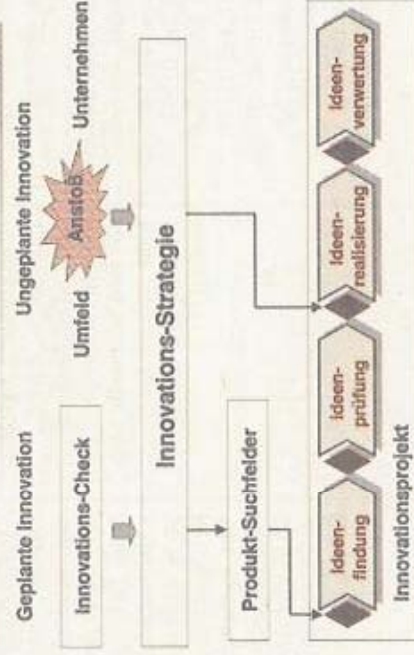 Geplante Innovation
Ungeplante Innovation
Innovations-Check
Umfeld
Anstoß
Unternehmen
Innovations-Strategie
Produkt-Suchfelder
Ideen-
findung
Ideen-
prüfung
Ideen-
realisierung
Ideen-
verwertung
Innovationsprojekt